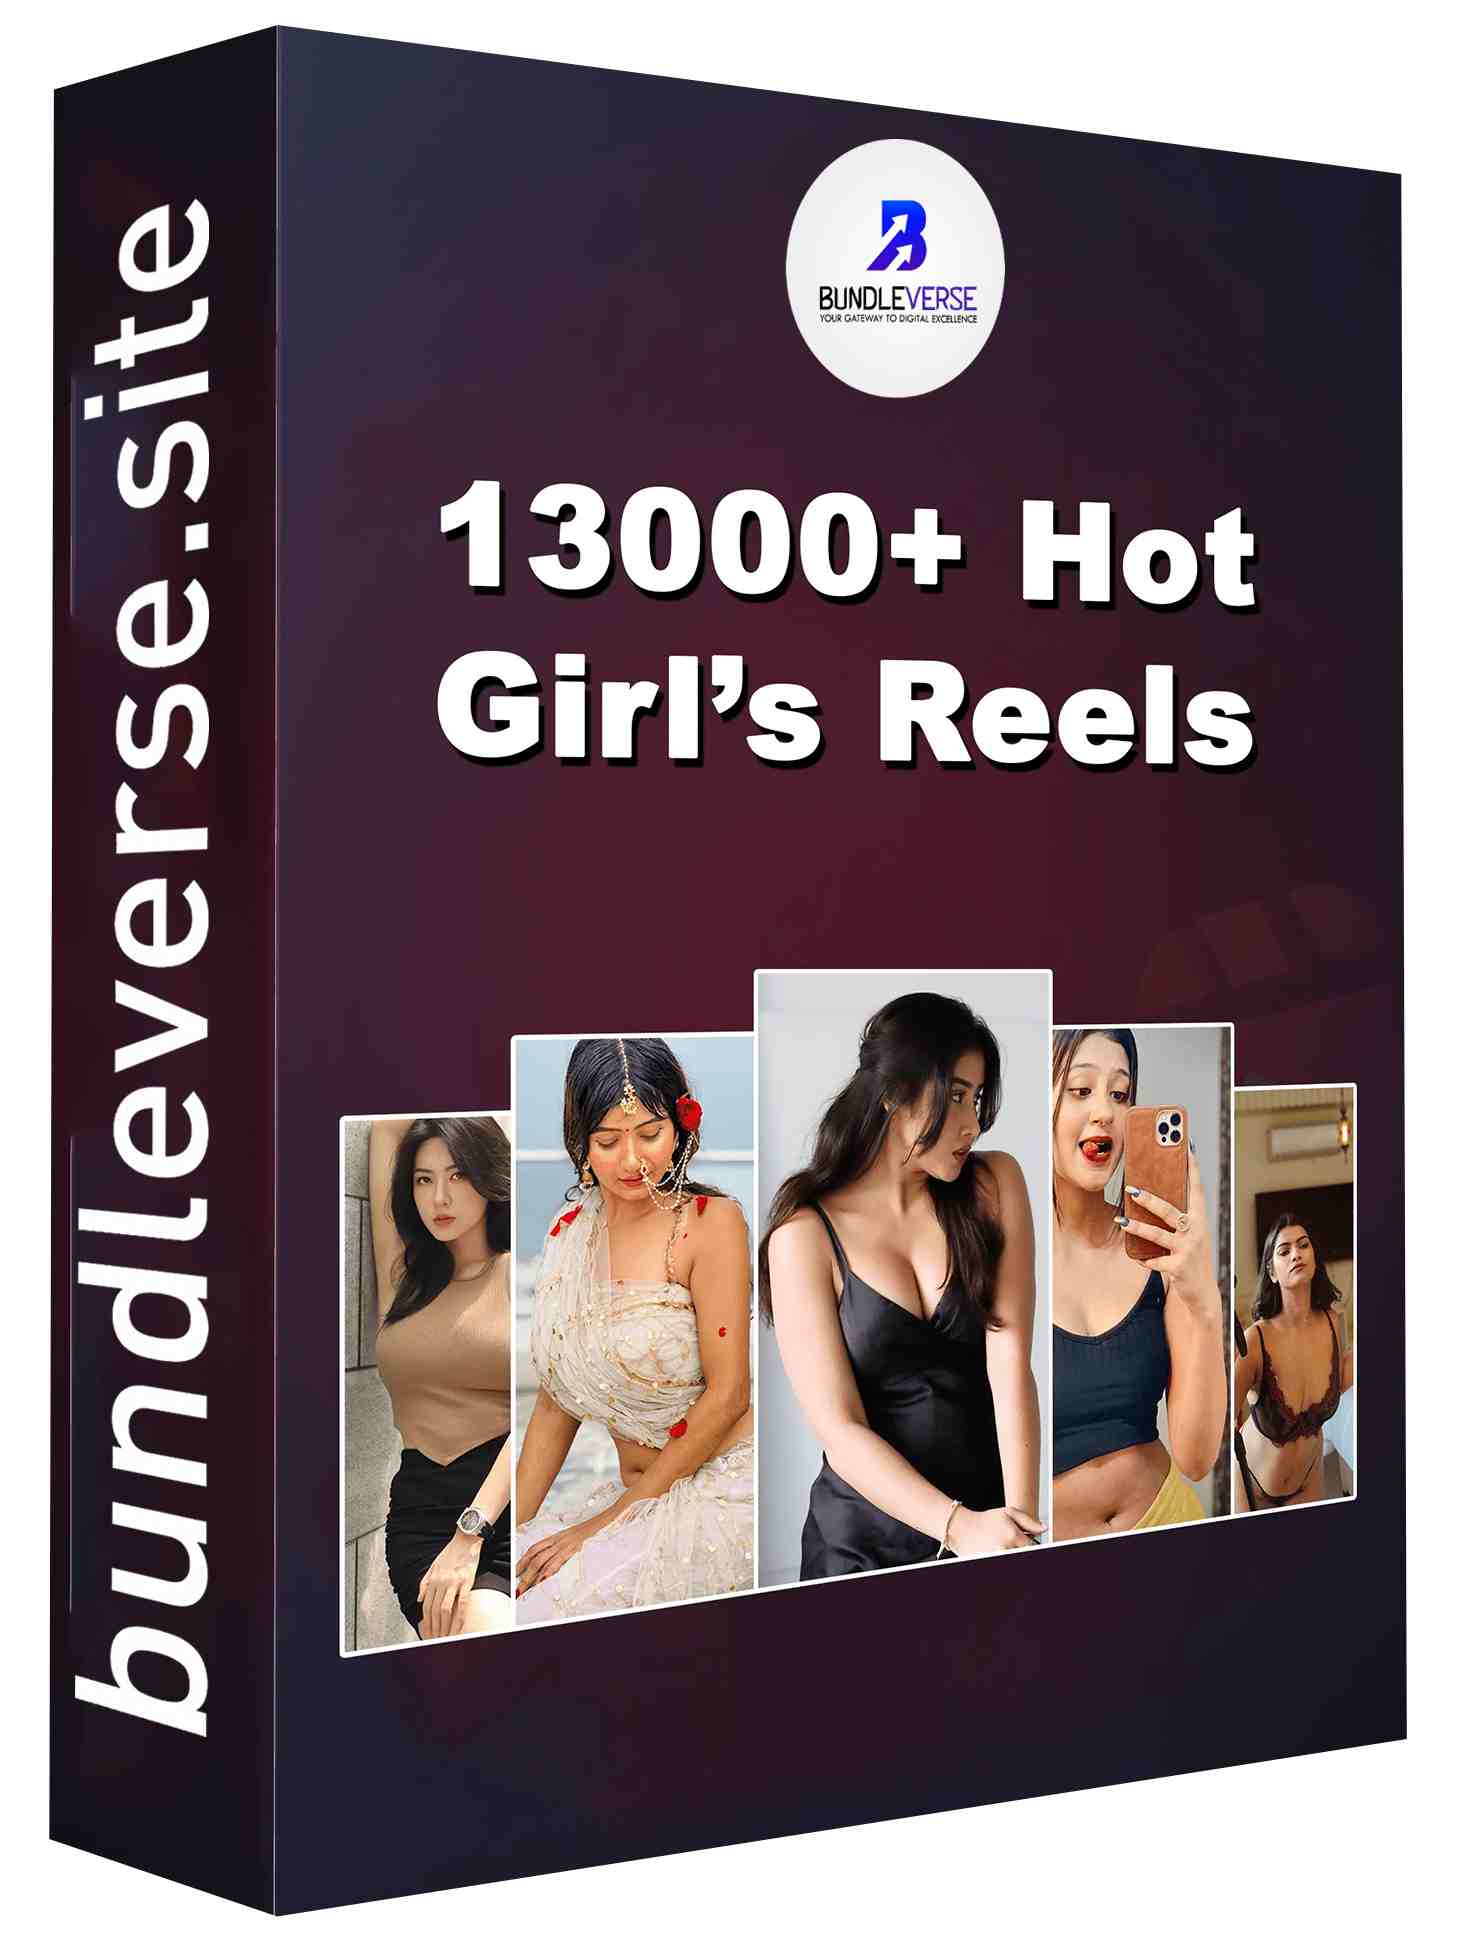 bundleverse.site
B
BUNDLEVERSE
YOUR GATEWAY TO DIGITAL EXCELLENCE
13000+ Hot
Girl’s Reels